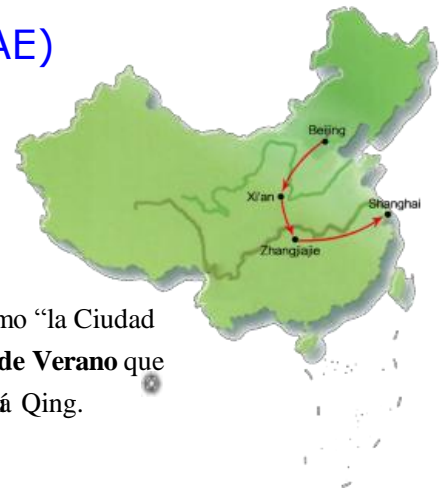 AE)
Beijing
Xi'an
Shanghai
Zhangjiajie
mo “la Ciudad
de Verano que
á Qing.